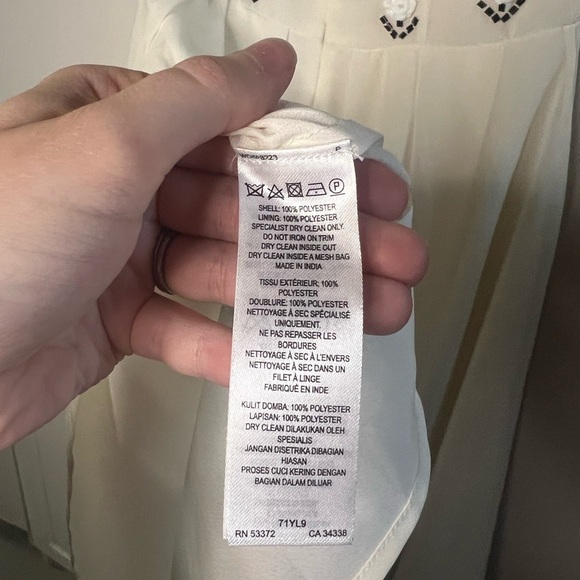 SHELL: 100% POLYESTER
LINING: 100% POLYESTER
SPECIALIST DRY CLEAN ONLY.
DO NOT IRON ON TRIM
DRY CLEAN INSIDE OUT
DRY CLEAN INSIDE A MESH BAG
MADE IN INDIA
TISSU EXTÉRIEUR: 100%
POLYESTER
DOUBLURE: 100% POLYESTER
NETTOYAGE À SEC SPÉCIALISÉ
UNIQUEMENT.
NE PAS REPASSER LES
BORDURES
NETTOYAGE À SEC À L'ENVERS
NETTOYAGE À SEC DANS UN
FILET À LINGE
FABRIQUÉ EN INDE
KULIT DOMBA: 100% POLYESTER
LAPISAN: 100% POLYESTER
DRY CLEAN DILAKUKAN OLEH
SPESIALIS
JANGAN DISETRIKA DIBAGIAN
HIASAN
PROSES CUCI KERING DENGAN
BAGIAN DALAM DILUAR
71YL9
RN 53372 CA 34338